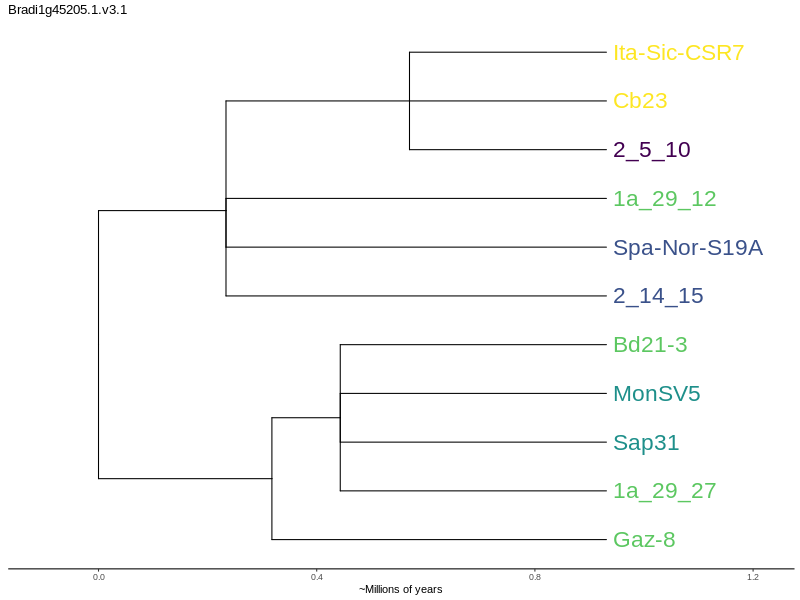 Bradi1g45205.1.v3.1
Ita-Sic-CSR7
Cb23
2_5_10
1a_29_12
Spa-Nor-S19A
2_14_15
Bd21-3
MonSV5
Sap31
1a_29_27
Gaz-8
0.0 0.4 0.8 1.2
~Millions of years